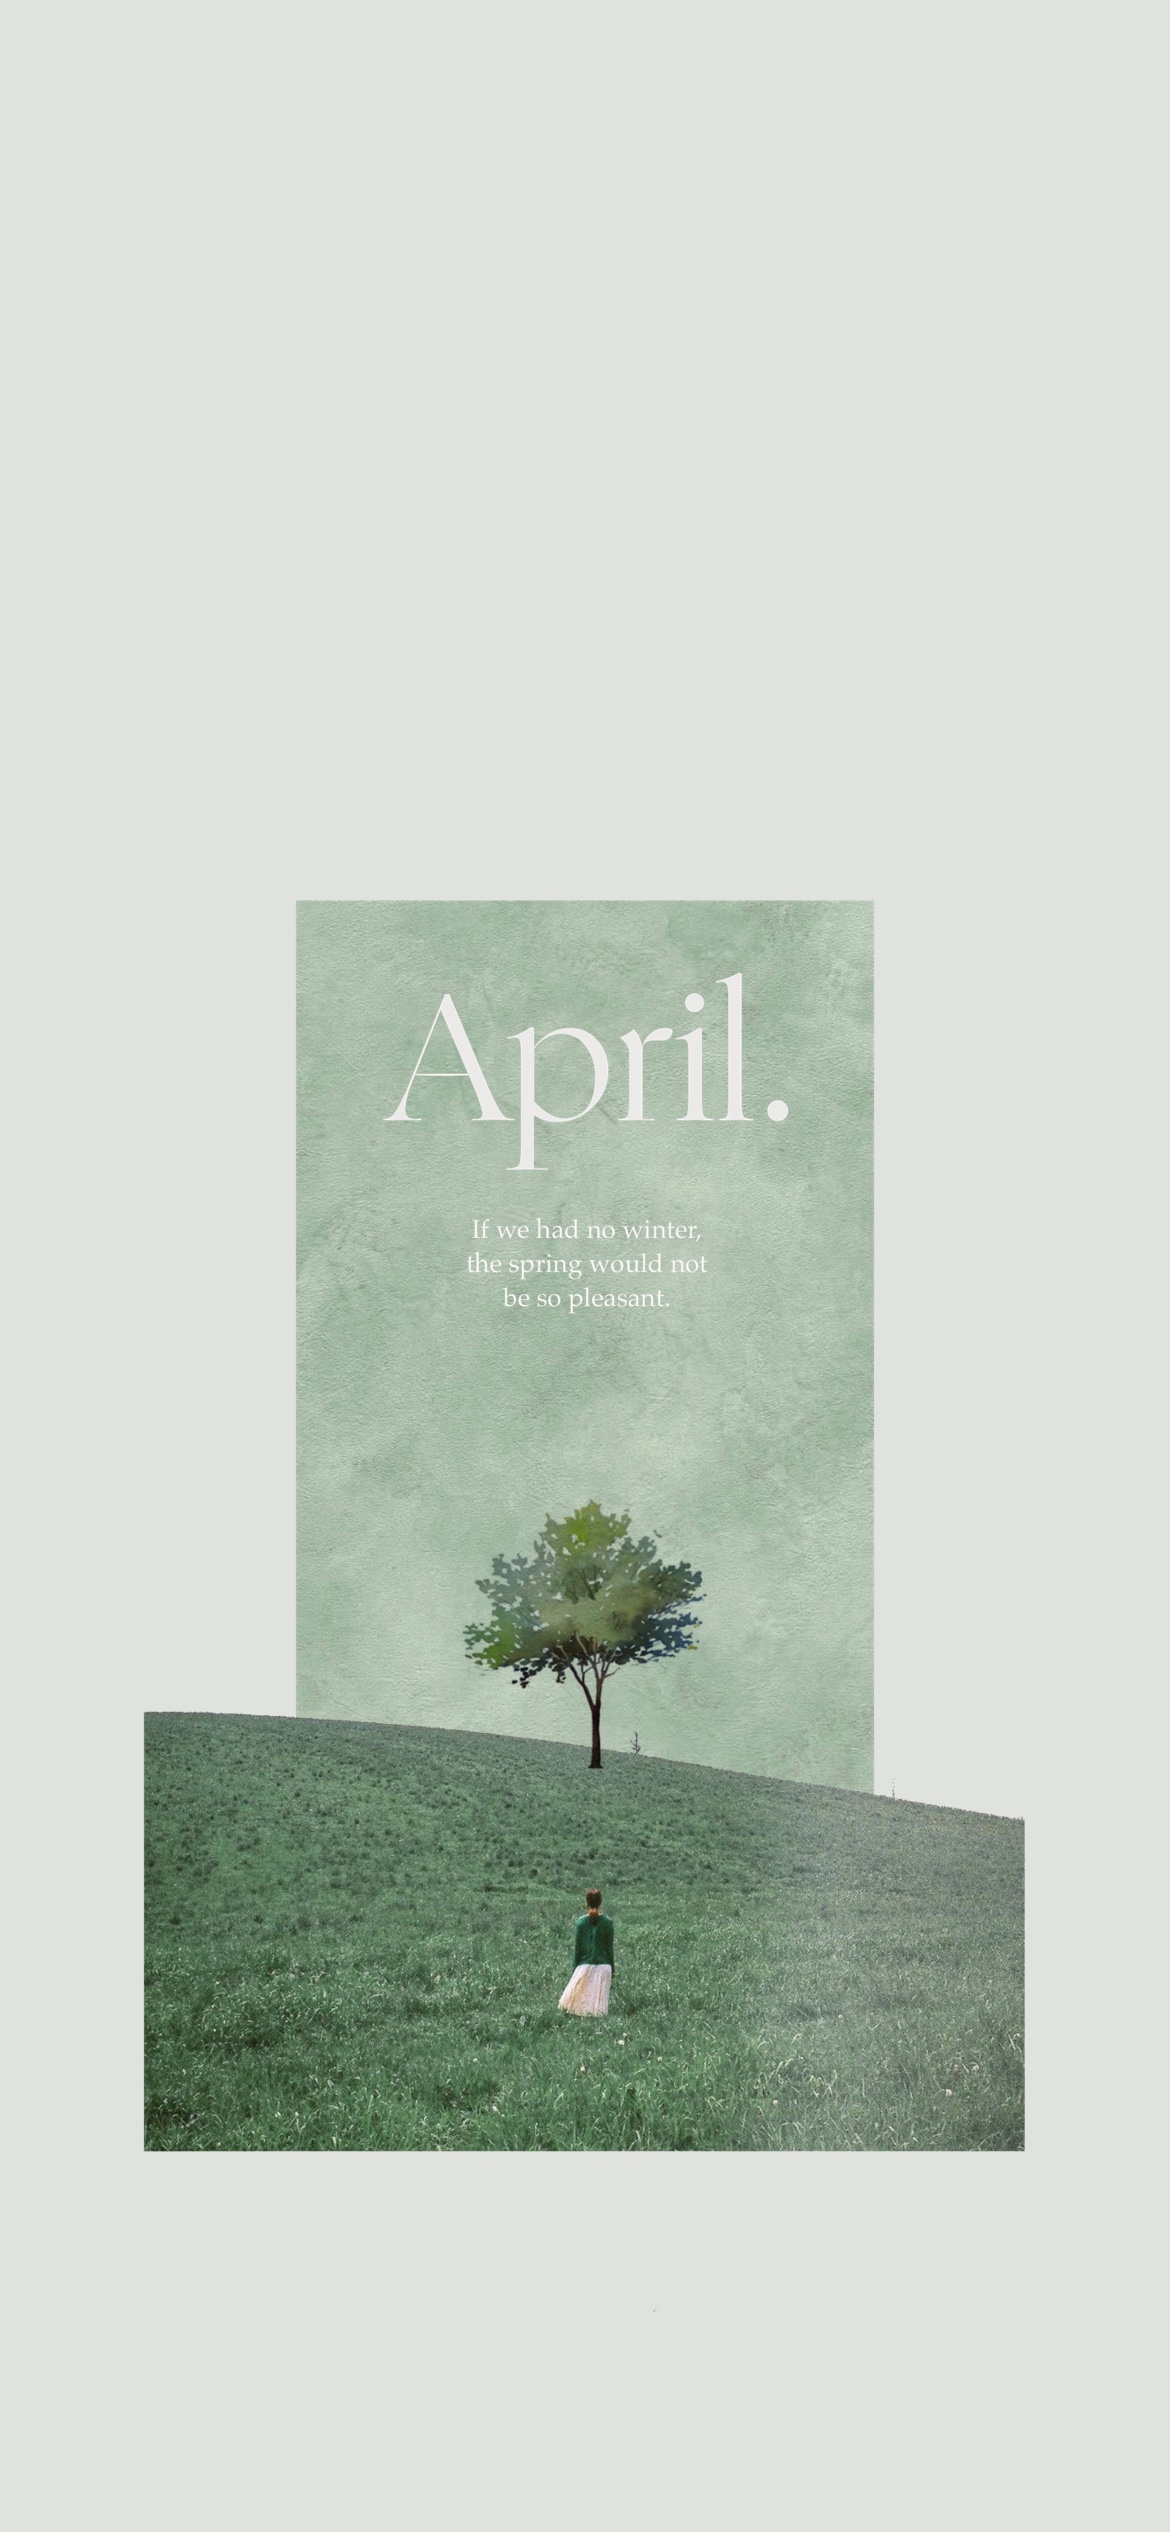 April.
If we had no winter,
the spring would not
be so pleasant.